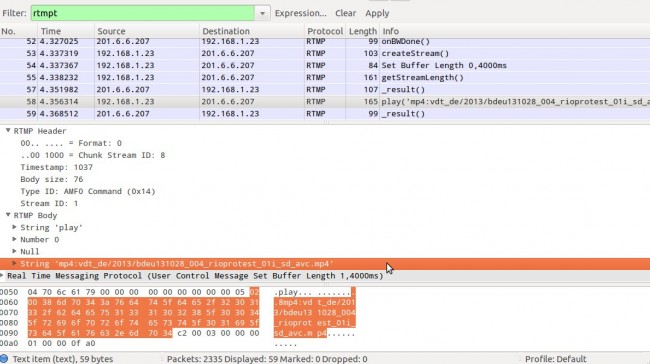 Filter: rtmpt Expression... Clear Apply
No. Time Source Destination Protocol Length Info
52 4.327025 201.6.6.207 192.168.1.23 RTMP 99 onBWDone()
53 4.337319 192.168.1.23 201.6.6.207 RTMP 103 createStream()
54 4.337367 192.168.1.23 201.6.6.207 RTMP 84 Set Buffer Length 0,4000ms
55 4.338232 192.168.1.23 201.6.6.207 RTMP 161 getStreamLength()
57 4.351982 201.6.6.207 192.168.1.23 RTMP 107 _result()
58 4.356314 192.168.1.23 201.6.6.207 RTMP 165 play('mp4:vdt_de/2013/bdeu131028_004_rioprotest_01i_sd_a
59 4.368512 201.6.6.207 192.168.1.23 RTMP 99 _result()
RTMP Header
00.. .... = Format: 0
..00 1000 = Chunk Stream ID: 8
Timestamp: 1037
Body size: 76
Type ID: AMF0 Command (0x14)
Stream ID: 1
RTMP Body
String 'play'
Number 0
Null
String 'mp4:vdt_de/2013/bdeu131028_004_rioprotest_01i_sd_avc.mp4'
Real Time Messaging Protocol (User Control Message Set Buffer Length 1,4000ms)
0050 04 70 6c 61 79 00 00 00 00 00 00 00 00 00 05 02 .play... ........
0060 00 38 6d 70 34 3a 76 64 74 5f 64 65 2f 32 30 31 .8mp4:vd t_de/201
0070 33 2f 62 64 65 75 31 33 31 30 32 38 5f 30 30 34 3/bdeu13 1028_004
0080 5f 72 69 6f 70 72 6f 74 65 73 74 5f 30 31 69 5f _rioprot est_01i_
0090 73 64 5f 61 76 63 2e 6d 70 34 c2 00 03 00 00 00 sd_avc.m p4......
00a0 01 00 00 0f a0 .....
Text item (text), 59 bytes Packets: 2335 Displayed: 59 Marked: 0 Dropped: 0 Profile: Default